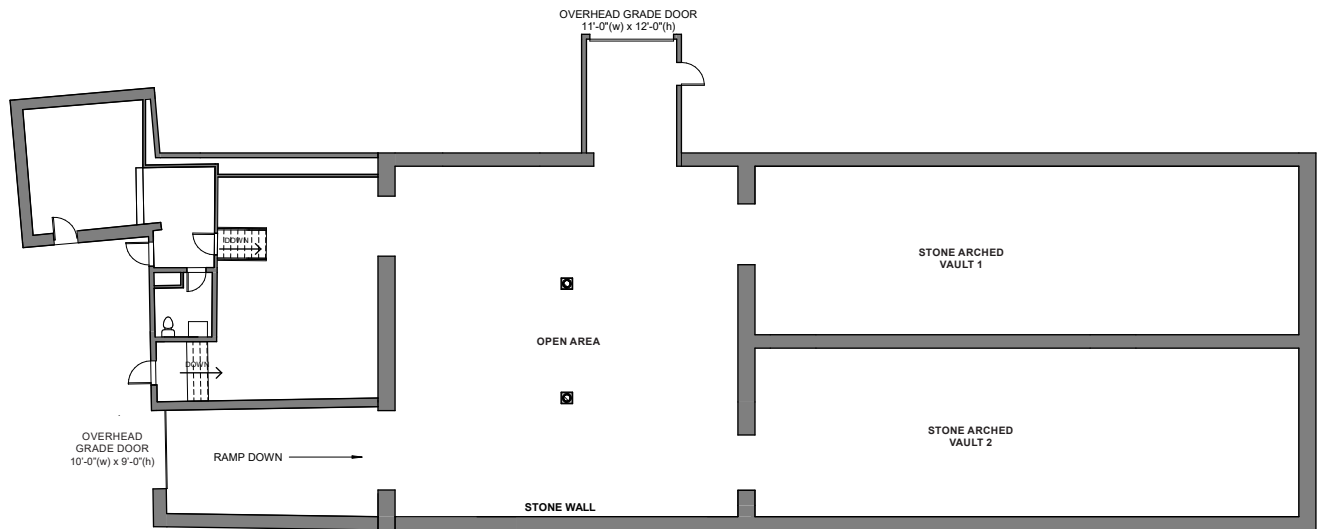 OVERHEAD GRADE DOOR
11'-0"(w) x 12'-0"(h)
DOWN
STONE ARCHED
VAULT 1
OPEN AREA
DOWN
STONE ARCHED
VAULT 2
OVERHEAD
GRADE DOOR
10'-0"(w) x 9'-0"(h)
RAMP DOWN
STONE WALL